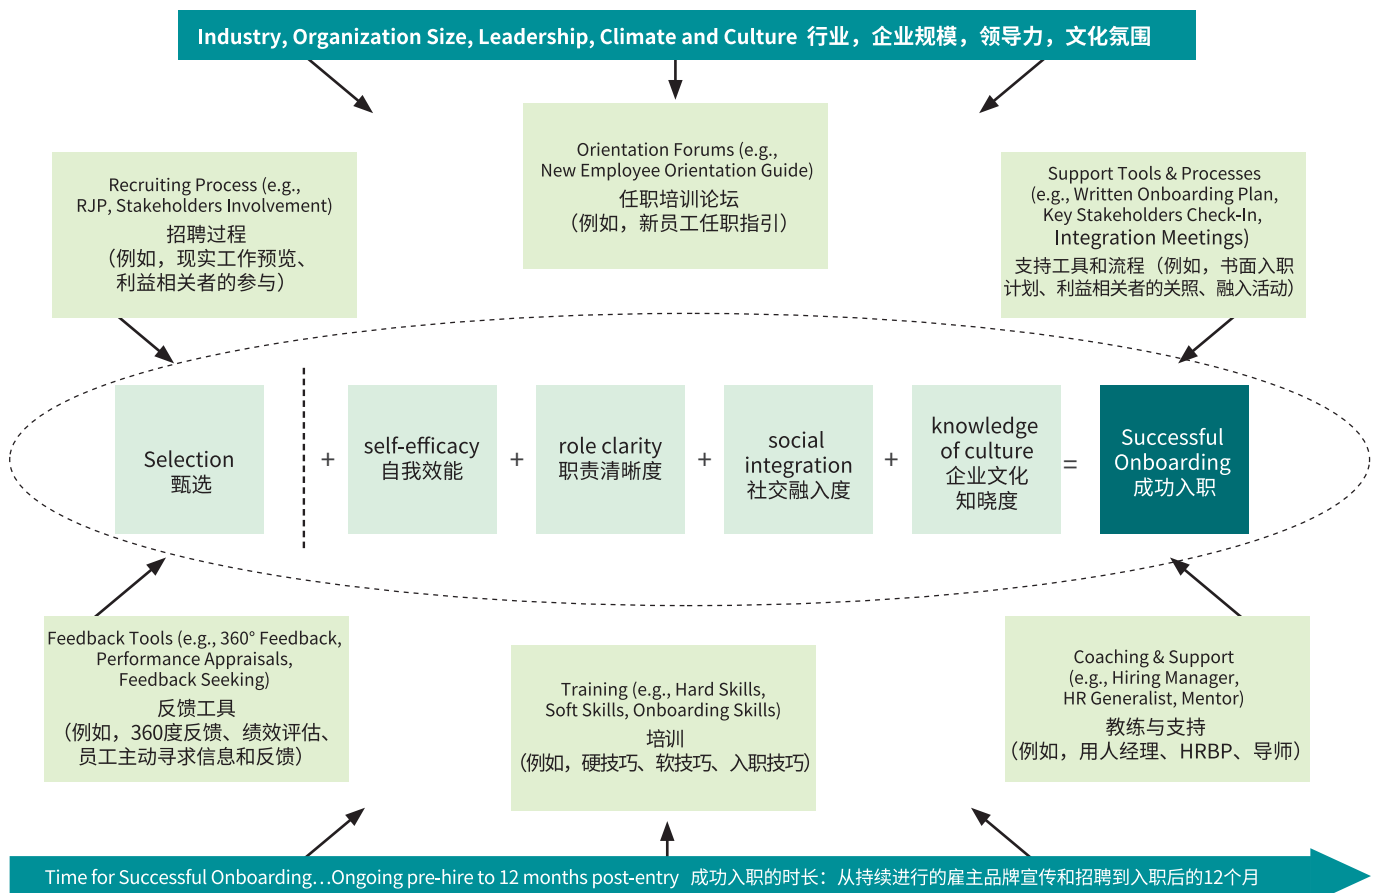 Industry, Organization Size, Leadership, Climate and Culture 行业，企业规模，领导力，文化氛围
Orientation Forums (e.g.,
New Employee Orientation Guide)
任职培训论坛
（例如，新员工任职指引）
Recruiting Process (e.g.,
RJP, Stakeholders Involvement)
招聘过程
（例如，现实工作预览、
利益相关者的参与）
Support Tools & Processes
(e.g., Written Onboarding Plan,
Key Stakeholders Check-In,
Integration Meetings)
支持工具和流程（例如，书面入职
计划、利益相关者的关照、融入活动）
Selection
甄选
+
self-efficacy
自我效能
+
role clarity
职责清晰度
+
social
integration
社交融入度
+
knowledge
of culture
企业文化
知晓度
=
Successful
Onboarding
成功入职
Feedback Tools (e.g., 360° Feedback,
Performance Appraisals,
Feedback Seeking)
反馈工具
（例如，360度反馈、绩效评估、
员工主动寻求信息和反馈）
Training (e.g., Hard Skills,
Soft Skills, Onboarding Skills)
培训
（例如，硬技巧、软技巧、入职技巧）
Coaching & Support
(e.g., Hiring Manager,
HR Generalist, Mentor)
教练与支持
（例如，用人经理、HRBP、导师）
Time for Successful Onboarding...Ongoing pre-hire to 12 months post-entry 成功入职的时长：从持续进行的雇主品牌宣传和招聘到入职后的12个月